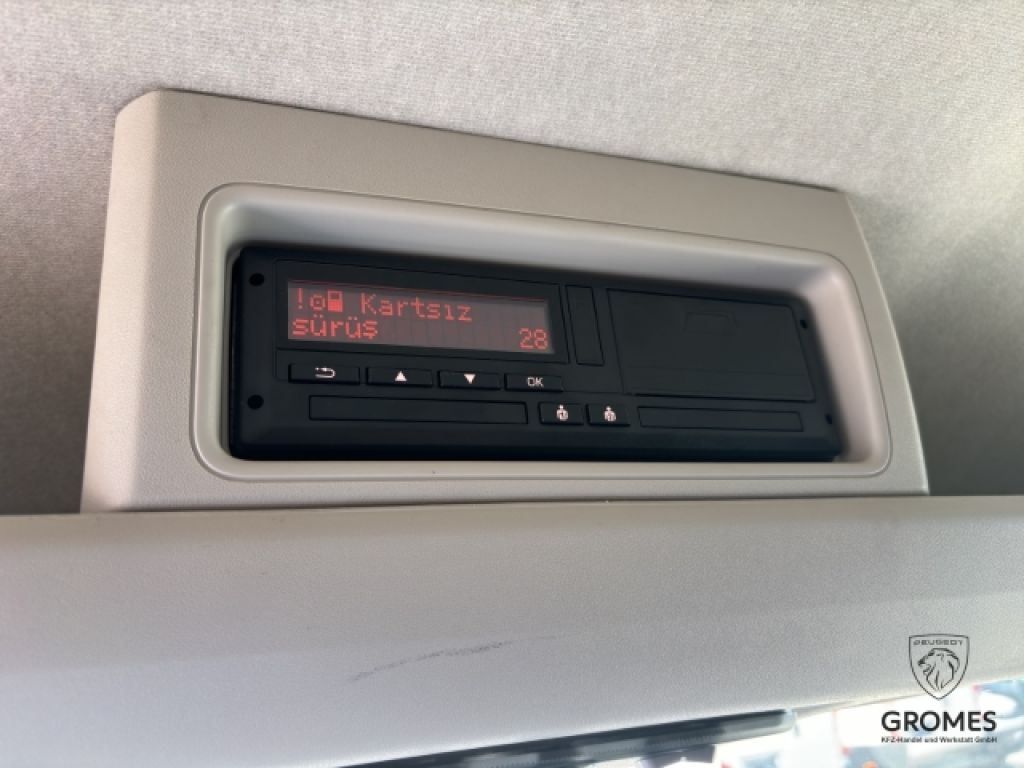 ! Kartsız
sürüş 28
OK
PEUGEOT
GROMES
KFZ-Handel und Werkstatt GmbH